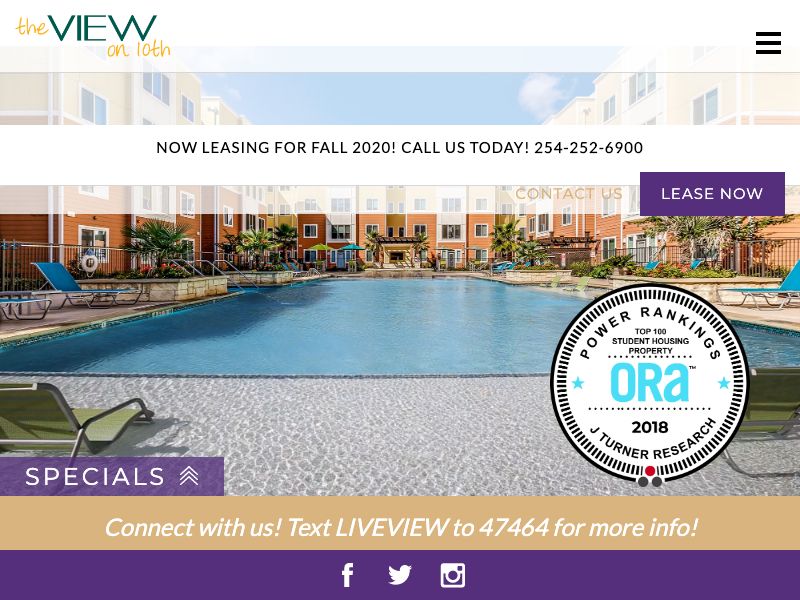 the VIEW
on 10th
NOW LEASING FOR FALL 2020! CALL US TODAY! 254-252-6900
CONTACT US
LEASE NOW
POWER RANKINGS
TOP 100
STUDENT HOUSING
PROPERTY
ORa™
2018
J TURNER RESEARCH
SPECIALS
Connect with us! Text LIVEVIEW to 47464 for more info!